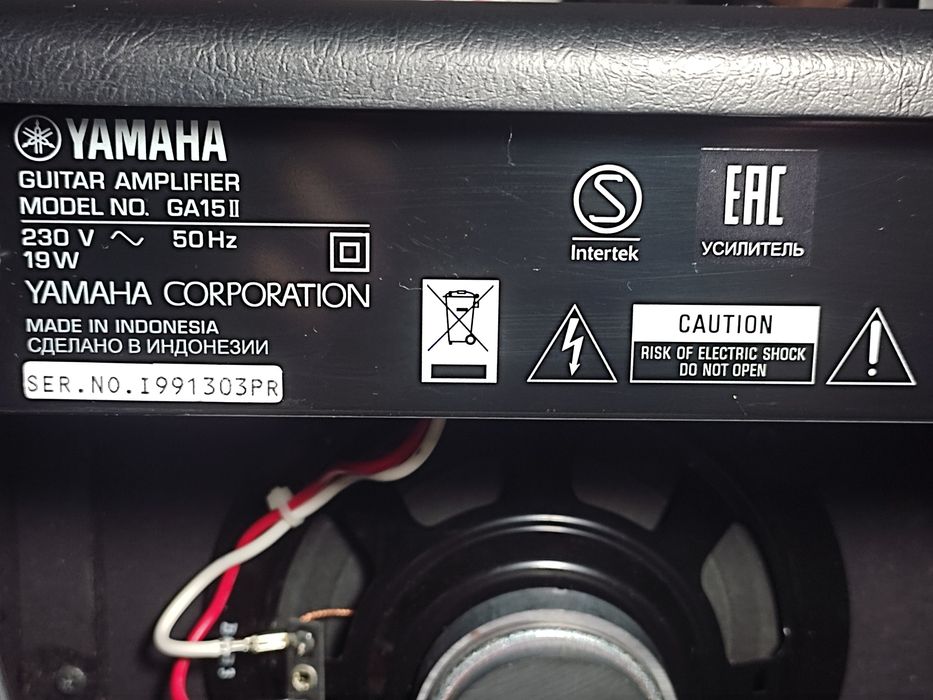 YAMAHA
GUITAR AMPLIFIER
MODEL NO. GA15II
230 V ~ 50Hz
19W
YAMAHA CORPORATION
MADE IN INDONESIA
СДЕЛАНО В ИНДОНЕЗИИ
SER.NO.I991303PR
S
Intertek
EAC
УСИЛИТЕЛЬ
CAUTION
RISK OF ELECTRIC SHOCK
DO NOT OPEN